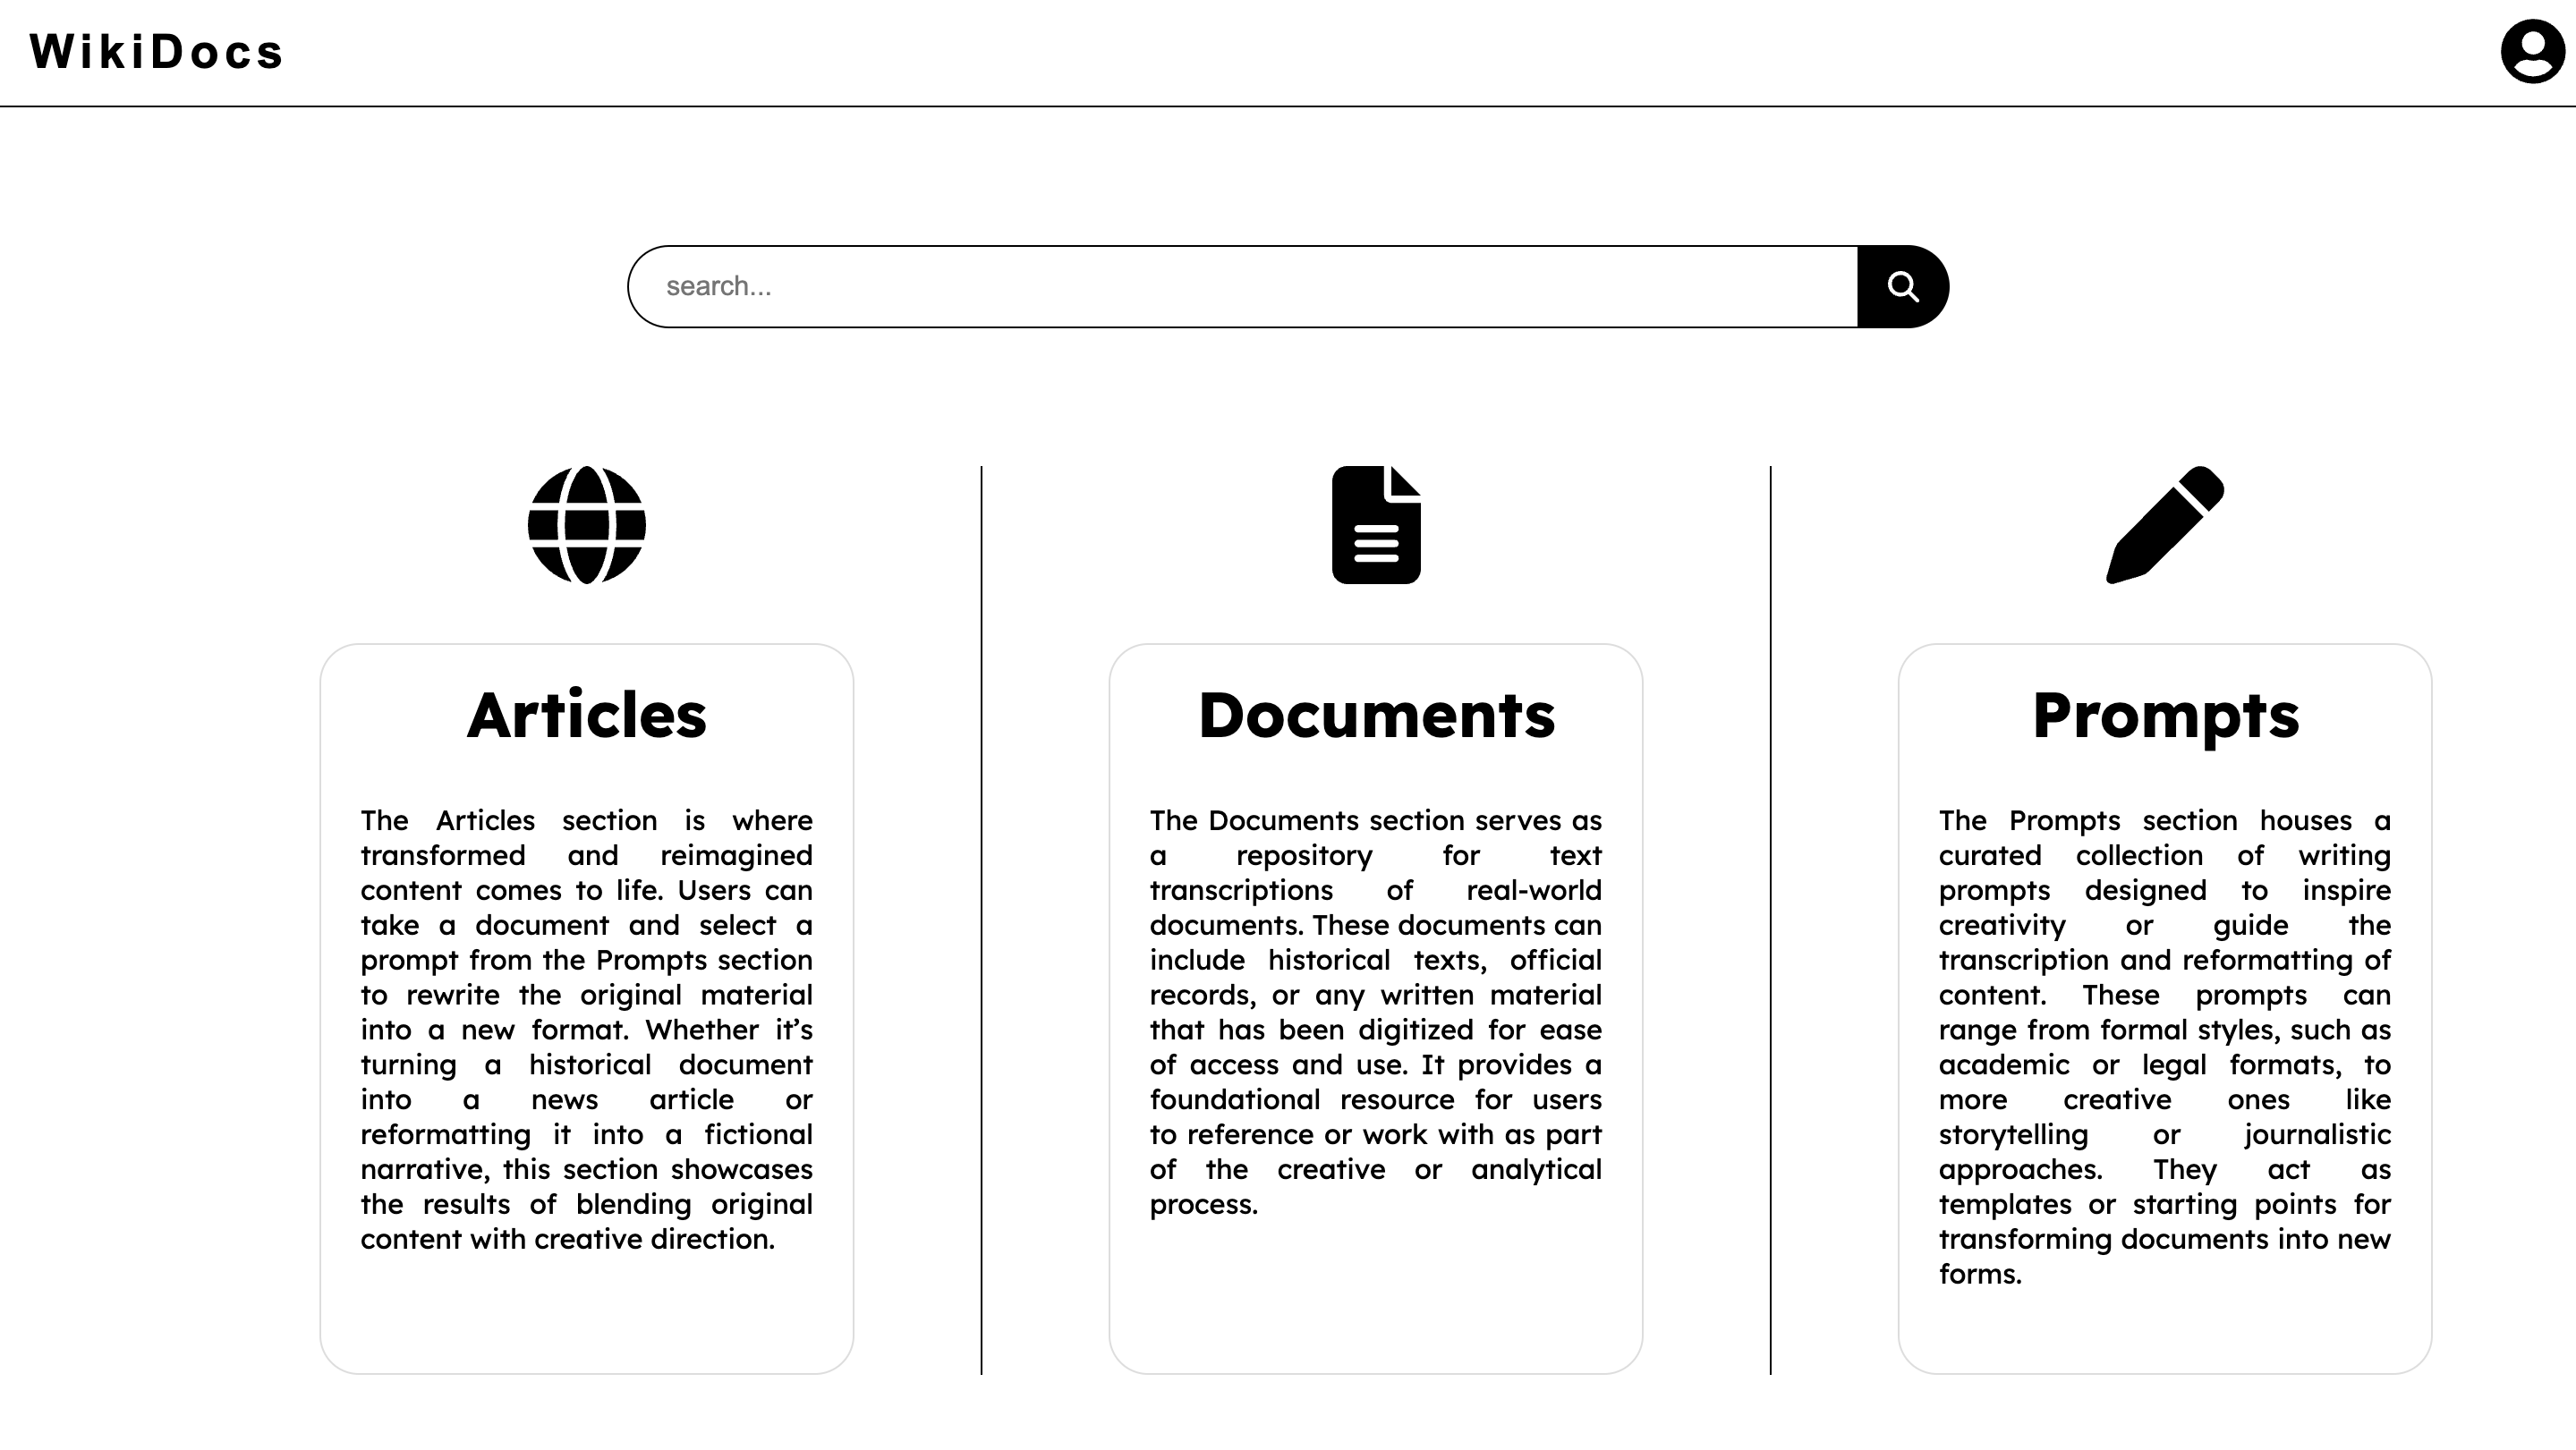 WikiDocs
search...
Articles
The Articles section is where
transformed and reimagined
content comes to life. Users can
take a document and select a
prompt from the Prompts section
to rewrite the original material
into a new format. Whether it’s
turning a historical document
into a news article or
reformatting it into a fictional
narrative, this section showcases
the results of blending original
content with creative direction.
Documents
The Documents section serves as
a repository for text
transcriptions of real-world
documents. These documents can
include historical texts, official
records, or any written material
that has been digitized for ease
of access and use. It provides a
foundational resource for users
to reference or work with as part
of the creative or analytical
process.
Prompts
The Prompts section houses a
curated collection of writing
prompts designed to inspire
creativity or guide the
transcription and reformatting of
content. These prompts can
range from formal styles, such as
academic or legal formats, to
more creative ones like
storytelling or journalistic
approaches. They act as
templates or starting points for
transforming documents into new
forms.